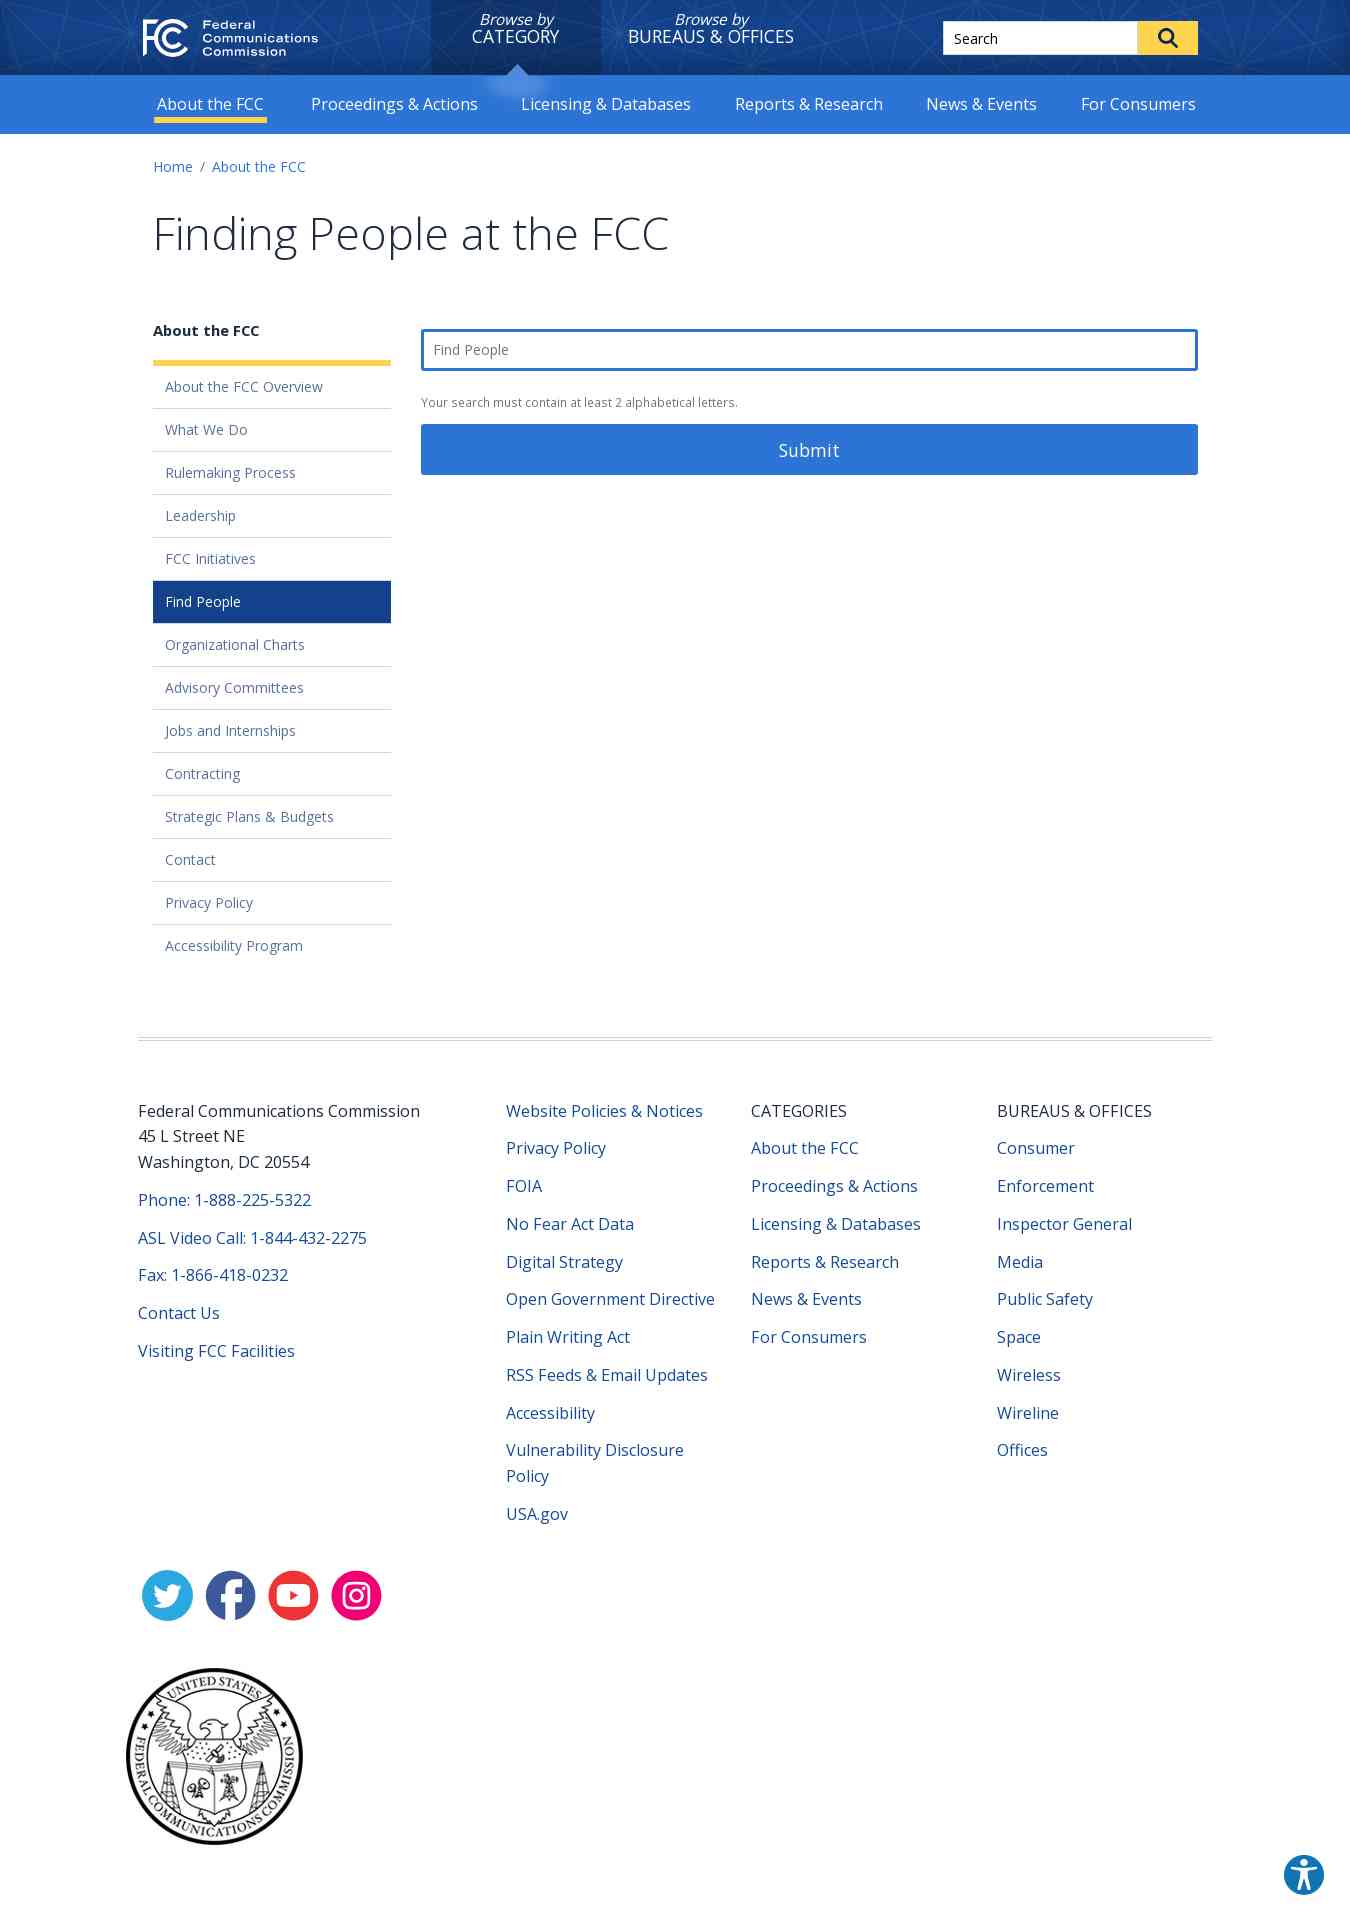 Federal
Communications
Commission
Browse by
CATEGORY
Browse by
BUREAUS & OFFICES
Search
About the FCC
Proceedings & Actions
Licensing & Databases
Reports & Research
News & Events
For Consumers
Home / About the FCC
Finding People at the FCC
About the FCC
About the FCC Overview
What We Do
Rulemaking Process
Leadership
FCC Initiatives
Find People
Organizational Charts
Advisory Committees
Jobs and Internships
Contracting
Strategic Plans & Budgets
Contact
Privacy Policy
Accessibility Program
Find People
Your search must contain at least 2 alphabetical letters.
Submit
Federal Communications Commission
45 L Street NE
Washington, DC 20554
Phone: 1-888-225-5322
ASL Video Call: 1-844-432-2275
Fax: 1-866-418-0232
Contact Us
Visiting FCC Facilities
Website Policies & Notices
Privacy Policy
FOIA
No Fear Act Data
Digital Strategy
Open Government Directive
Plain Writing Act
RSS Feeds & Email Updates
Accessibility
Vulnerability Disclosure
Policy
USA.gov
CATEGORIES
About the FCC
Proceedings & Actions
Licensing & Databases
Reports & Research
News & Events
For Consumers
BUREAUS & OFFICES
Consumer
Enforcement
Inspector General
Media
Public Safety
Space
Wireless
Wireline
Offices
UNITED STATES
FEDERAL COMMUNICATIONS COMMISSION